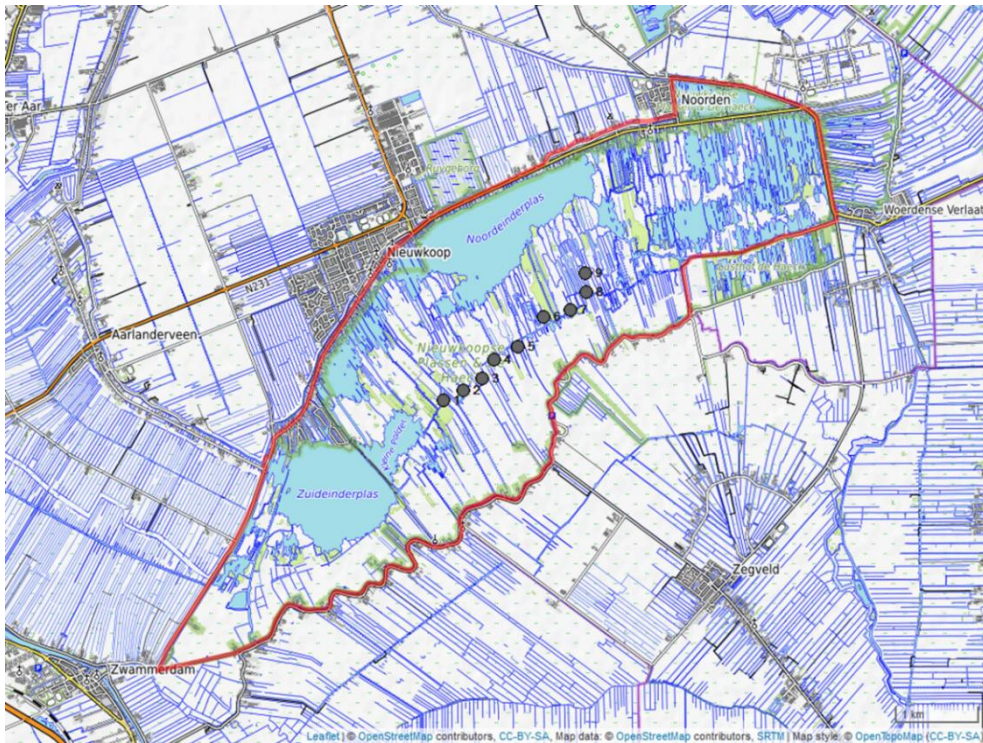 Noorden
Ter Aar
Noordeinderplas
Woerdense Verlaat
Nieuwkoop
N231
9
8
7
6
Aarlanderveen
Nieuwkoopse
5
Plassen
4
3
2
1
Zuideinderplas
Zegveld
Zwammerdam
1 km
Leaflet | © OpenStreetMap contributors, CC-BY-SA, Map data: © OpenStreetMap contributors, SRTM | Map style: © OpenTopoMap (CC-BY-SA)